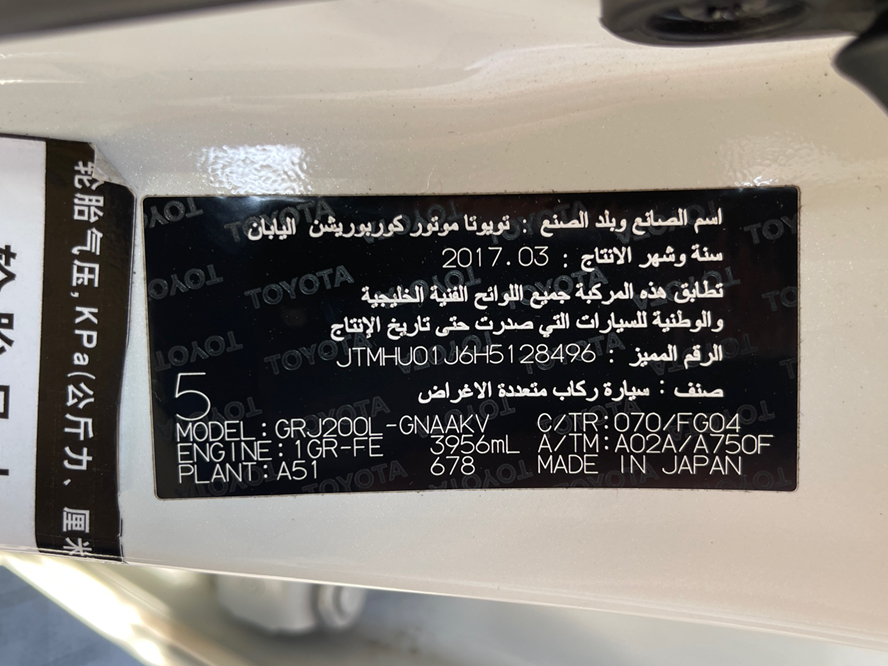 اسم الصانع وبلد الصنع : تويوتا موتور كوربوريشن اليابان
سنة وشهر الانتاج : 2017.03
تطابق هذه المركبة جميع اللوائح الفنية الخليجية
والوطنية للسيارات التي صدرت حتى تاريخ الإنتاج
الرقم المميز : JTMHU01J6H5128496
صنف : سيارة ركاب متعددة الاغراض
5
MODEL:GRJ200L-GNAAKV C/TR:070/FG04
ENGINE:1GR-FE 3956mL A/TM:A02A/A750F
PLANT:A51 678 MADE IN JAPAN
轮胎气压,KPa(公斤力、厘米
TOYOTA